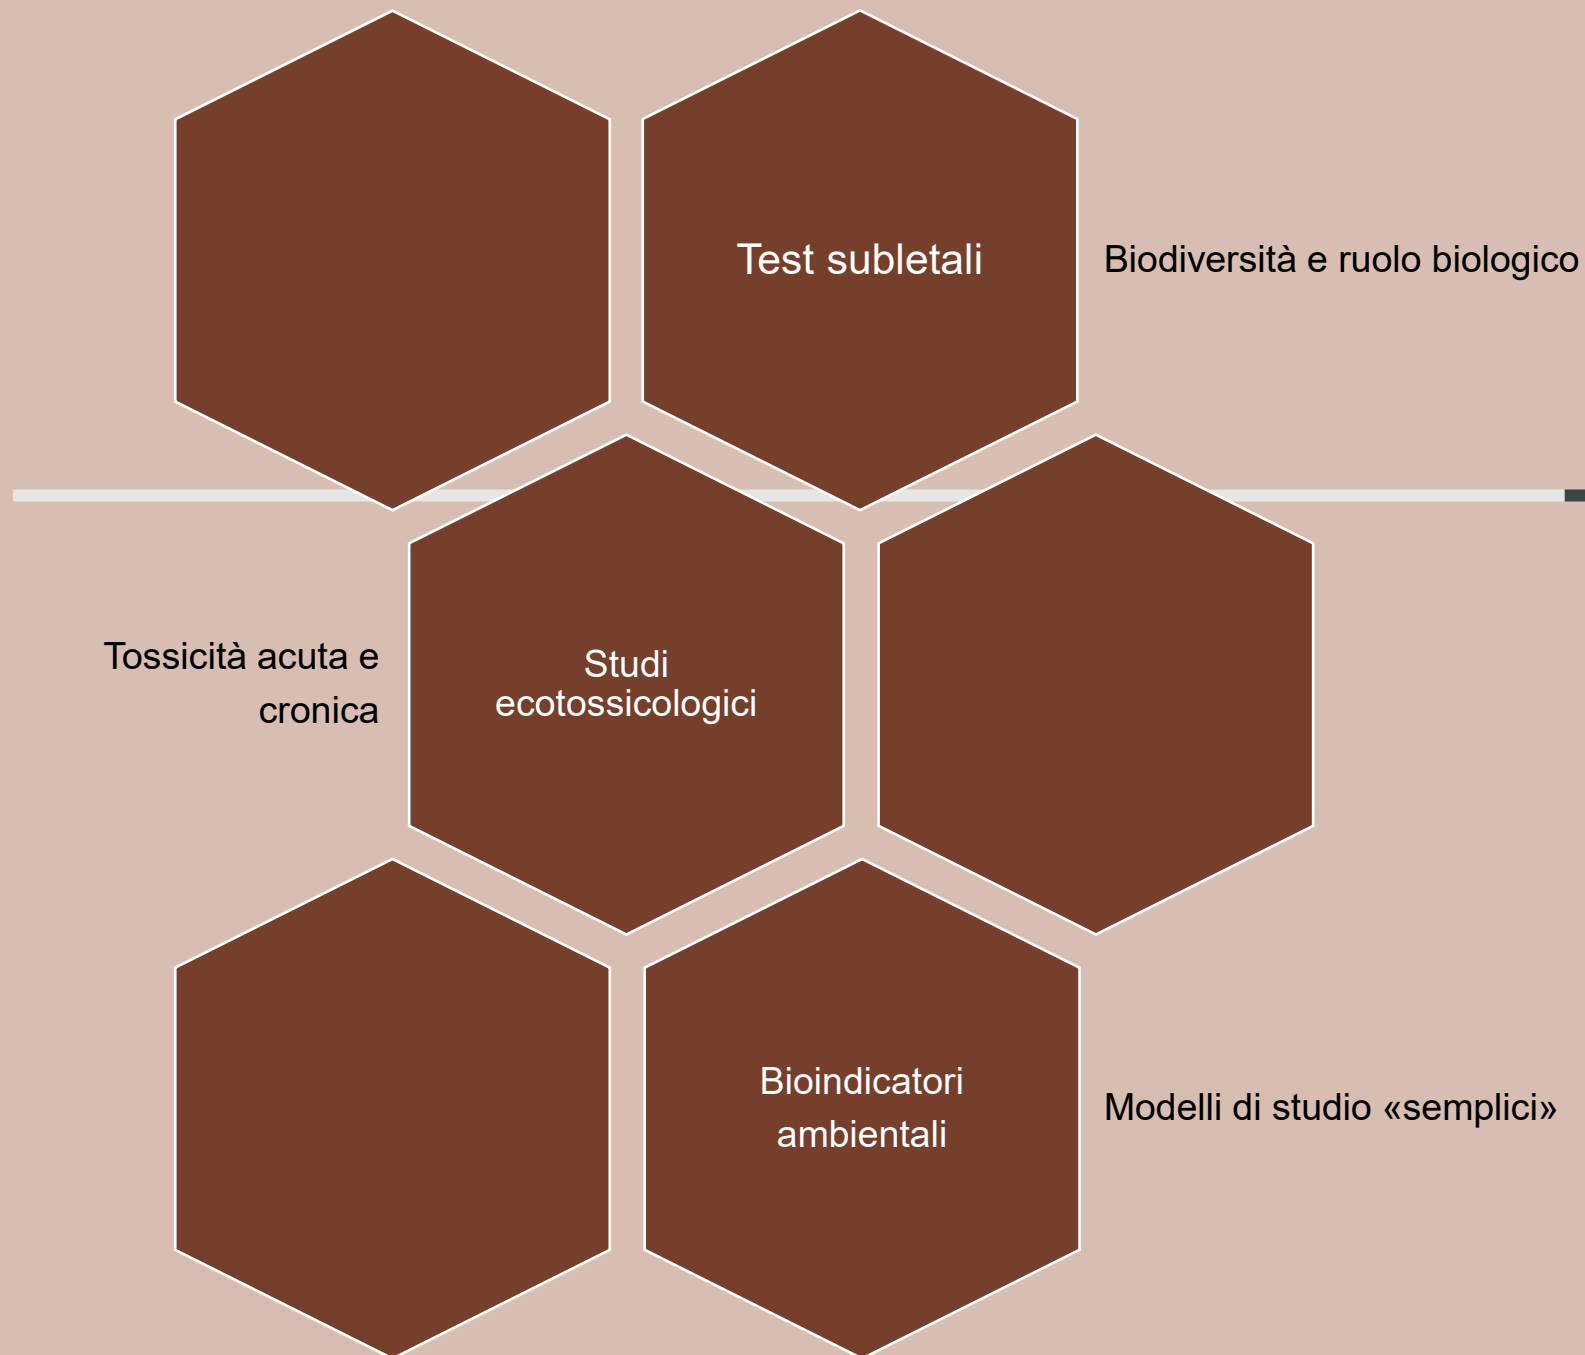 Test subletali
Biodiversità e ruolo biologico
Tossicità acuta e
cronica
Studi
ecotossicologici
Bioindicatori
ambientali
Modelli di studio «semplici»